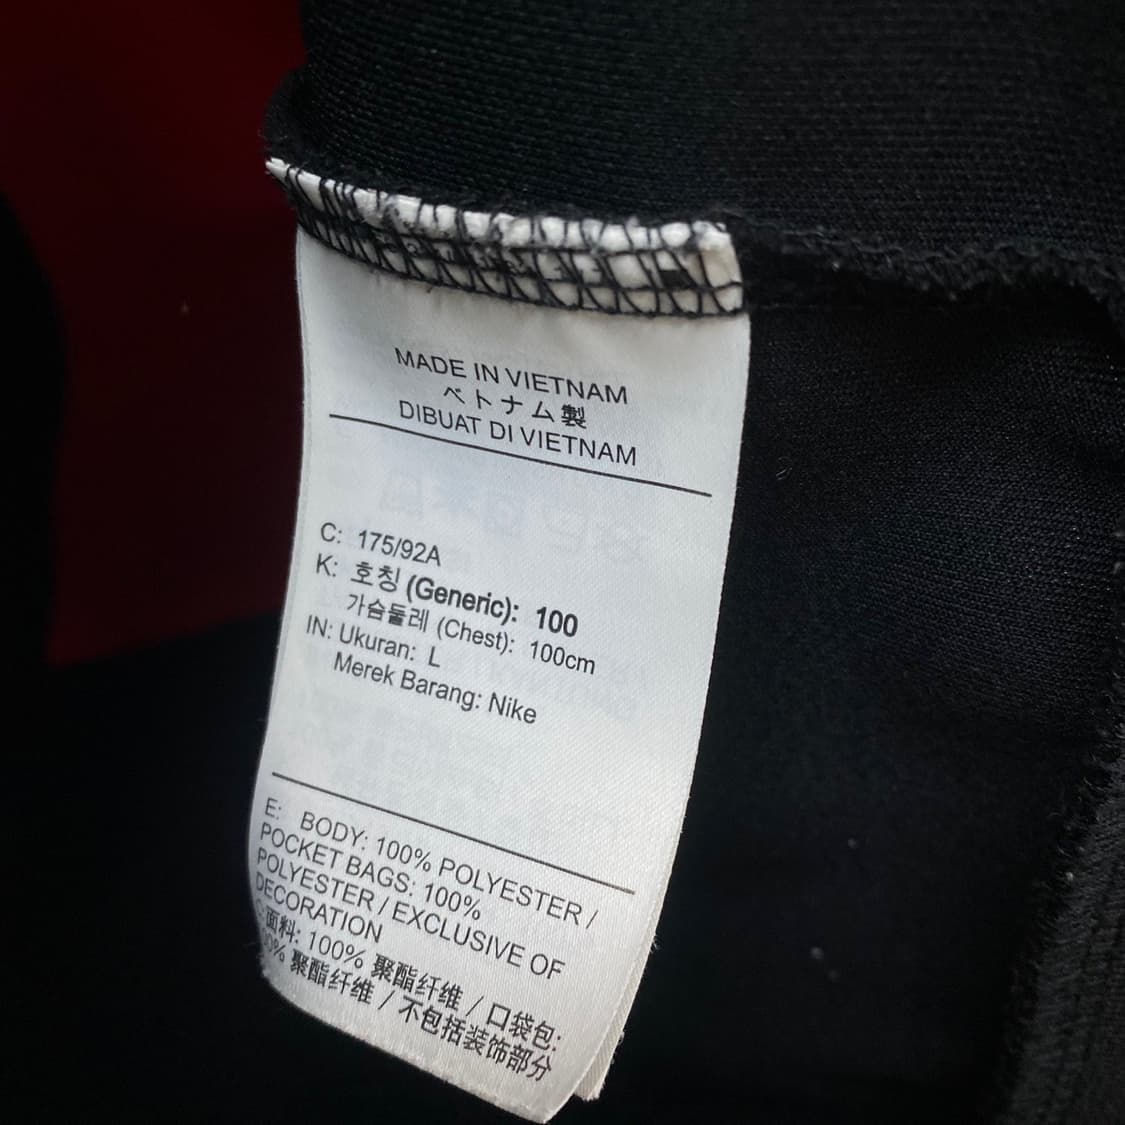 MADE IN VIETNAM
ベトナム製
DIBUAT DI VIETNAM
C: 175/92A
K: 호칭 (Generic): 100
가슴둘레 (Chest): 100cm
IN: Ukuran: L
Merek Barang: Nike
E: BODY: 100% POLYESTER /
POCKET BAGS: 100%
POLYESTER / EXCLUSIVE OF
DECORATION
C:面料: 100% 聚酯纤维 / 口袋包:
聚酯纤维 / 不包括装饰部分